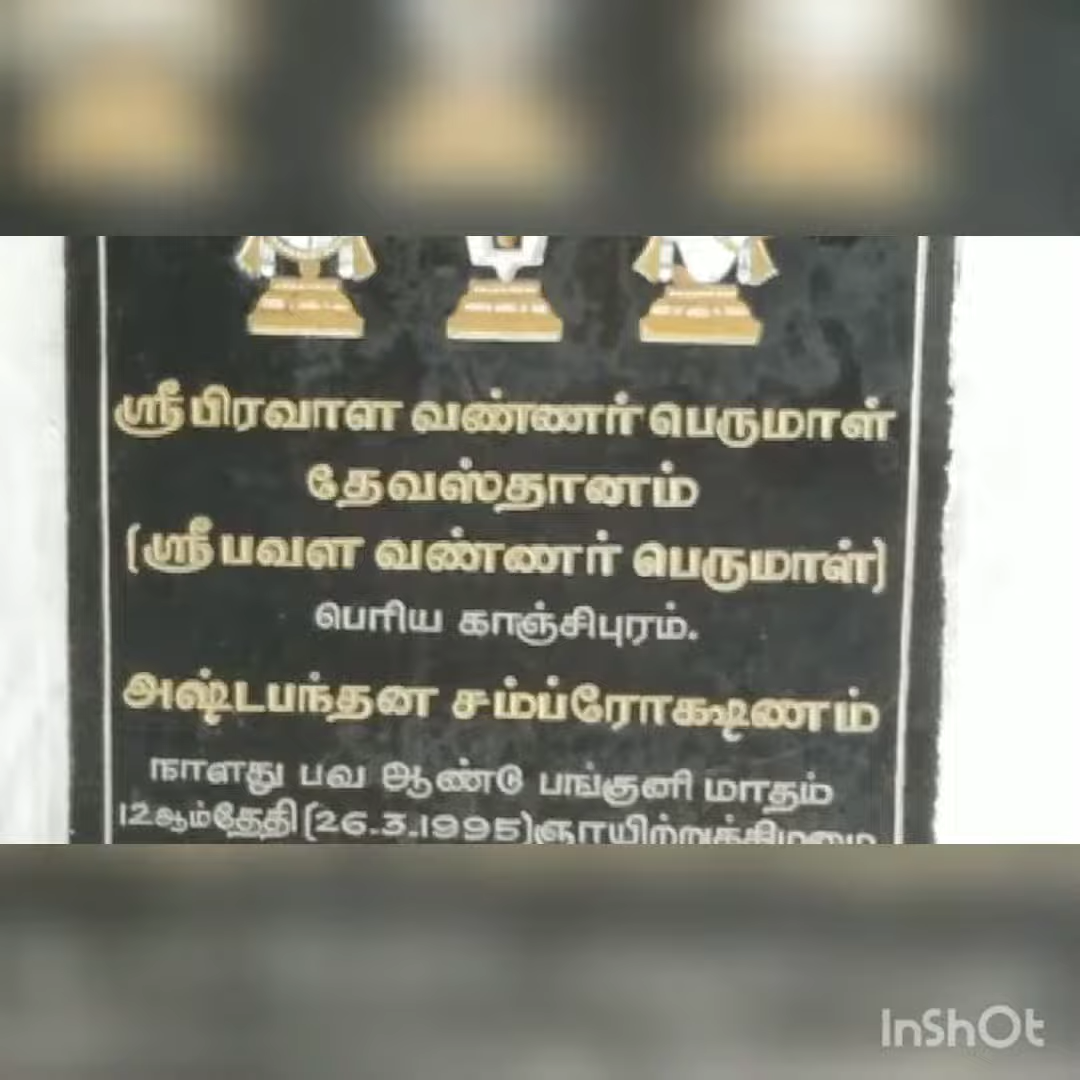 ஸ்ரீ பிரவாள வண்ணர் பெருமாள்
தேவஸ்தானம்
(ஸ்ரீ பவள வண்ணர் பெருமாள்)
பெரிய காஞ்சிபுரம்.
அஷ்டபந்தன சம்ப்ரோக்ஷணம்
நாளது பவ ஆண்டு பங்குனி மாதம்
12ஆம்தேதி (26-3-1995) ஞாயிற்றுக்கிழமை
InShOt